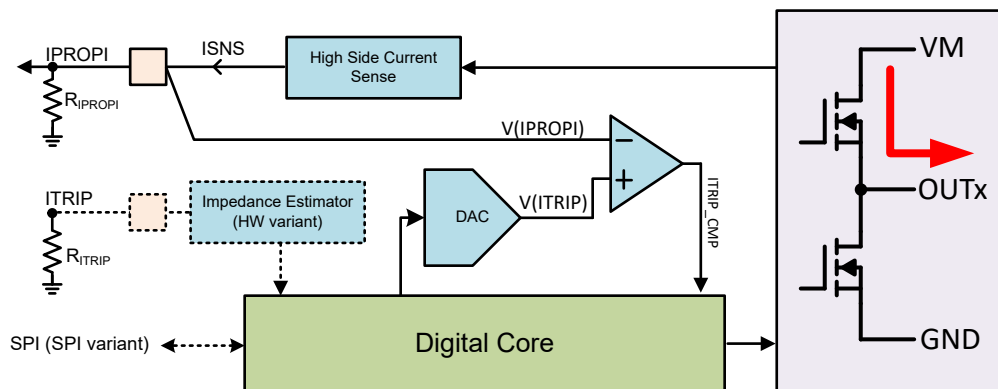 IPROPI
ISNS
High Side Current
Sense
VM
RIPROPI
V(IPROPI)
−
+
ITRIP
Impedance Estimator
(HW variant)
DAC
V(ITRIP)
ITRIP_CMP
OUTx
RITRIP
SPI (SPI variant)
Digital Core
GND